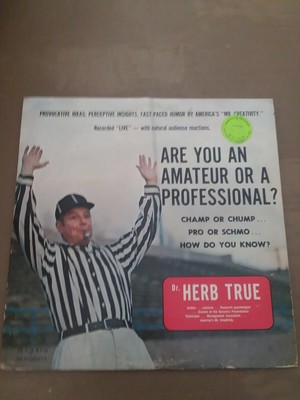 PROVOCATIVE IDEAS, PERCEPTIVE INSIGHTS, FAST-PACED HUMOR BY AMERICA'S "MR. CREATIVITY."
Recorded "LIVE" — with natural audience reactions.
ARE YOU AN
AMATEUR OR A
PROFESSIONAL?
CHAMP OR CHUMP...
PRO OR SCHMO...
HOW DO YOU KNOW?
Dr. HERB TRUE